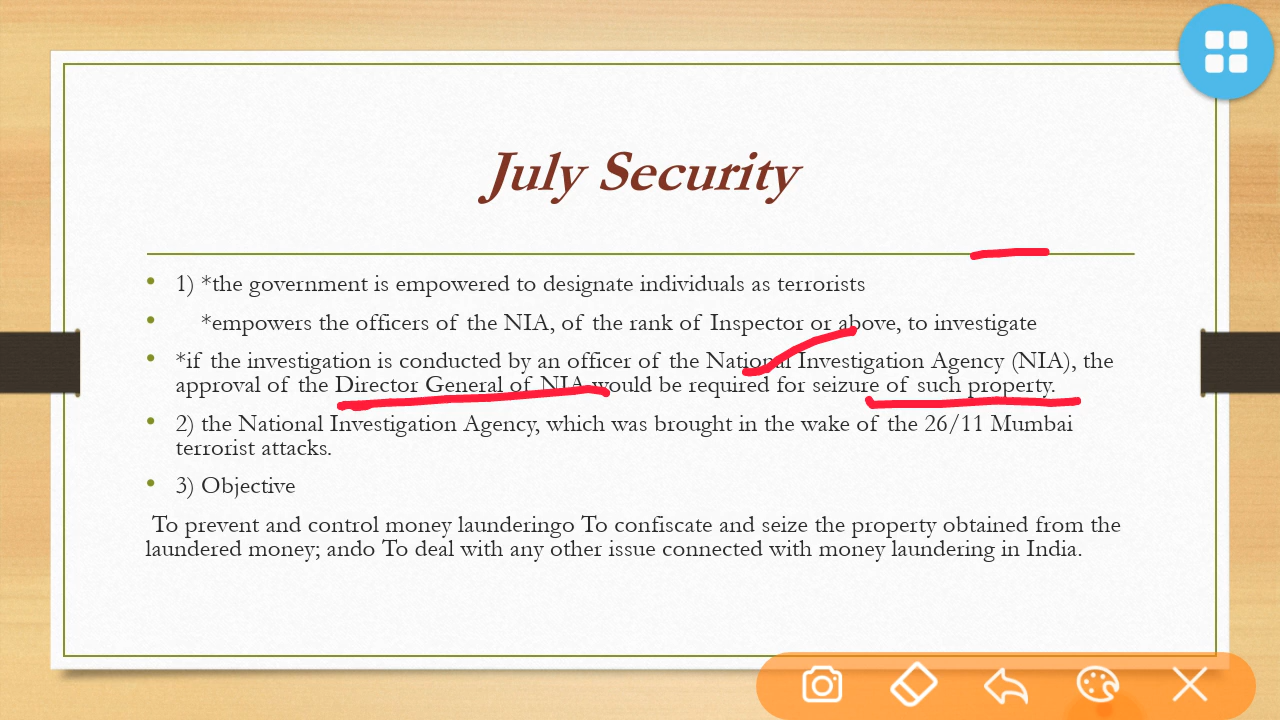 July Security
• 1) *the government is empowered to designate individuals as terrorists
• *empowers the officers of the NIA, of the rank of Inspector or above, to investigate
• *if the investigation is conducted by an officer of the National Investigation Agency (NIA), the
approval of the Director General of NIA would be required for seizure of such property.
• 2) the National Investigation Agency, which was brought in the wake of the 26/11 Mumbai
terrorist attacks.
• 3) Objective
To prevent and control money launderingo To confiscate and seize the property obtained from the
laundered money; ando To deal with any other issue connected with money laundering in India.